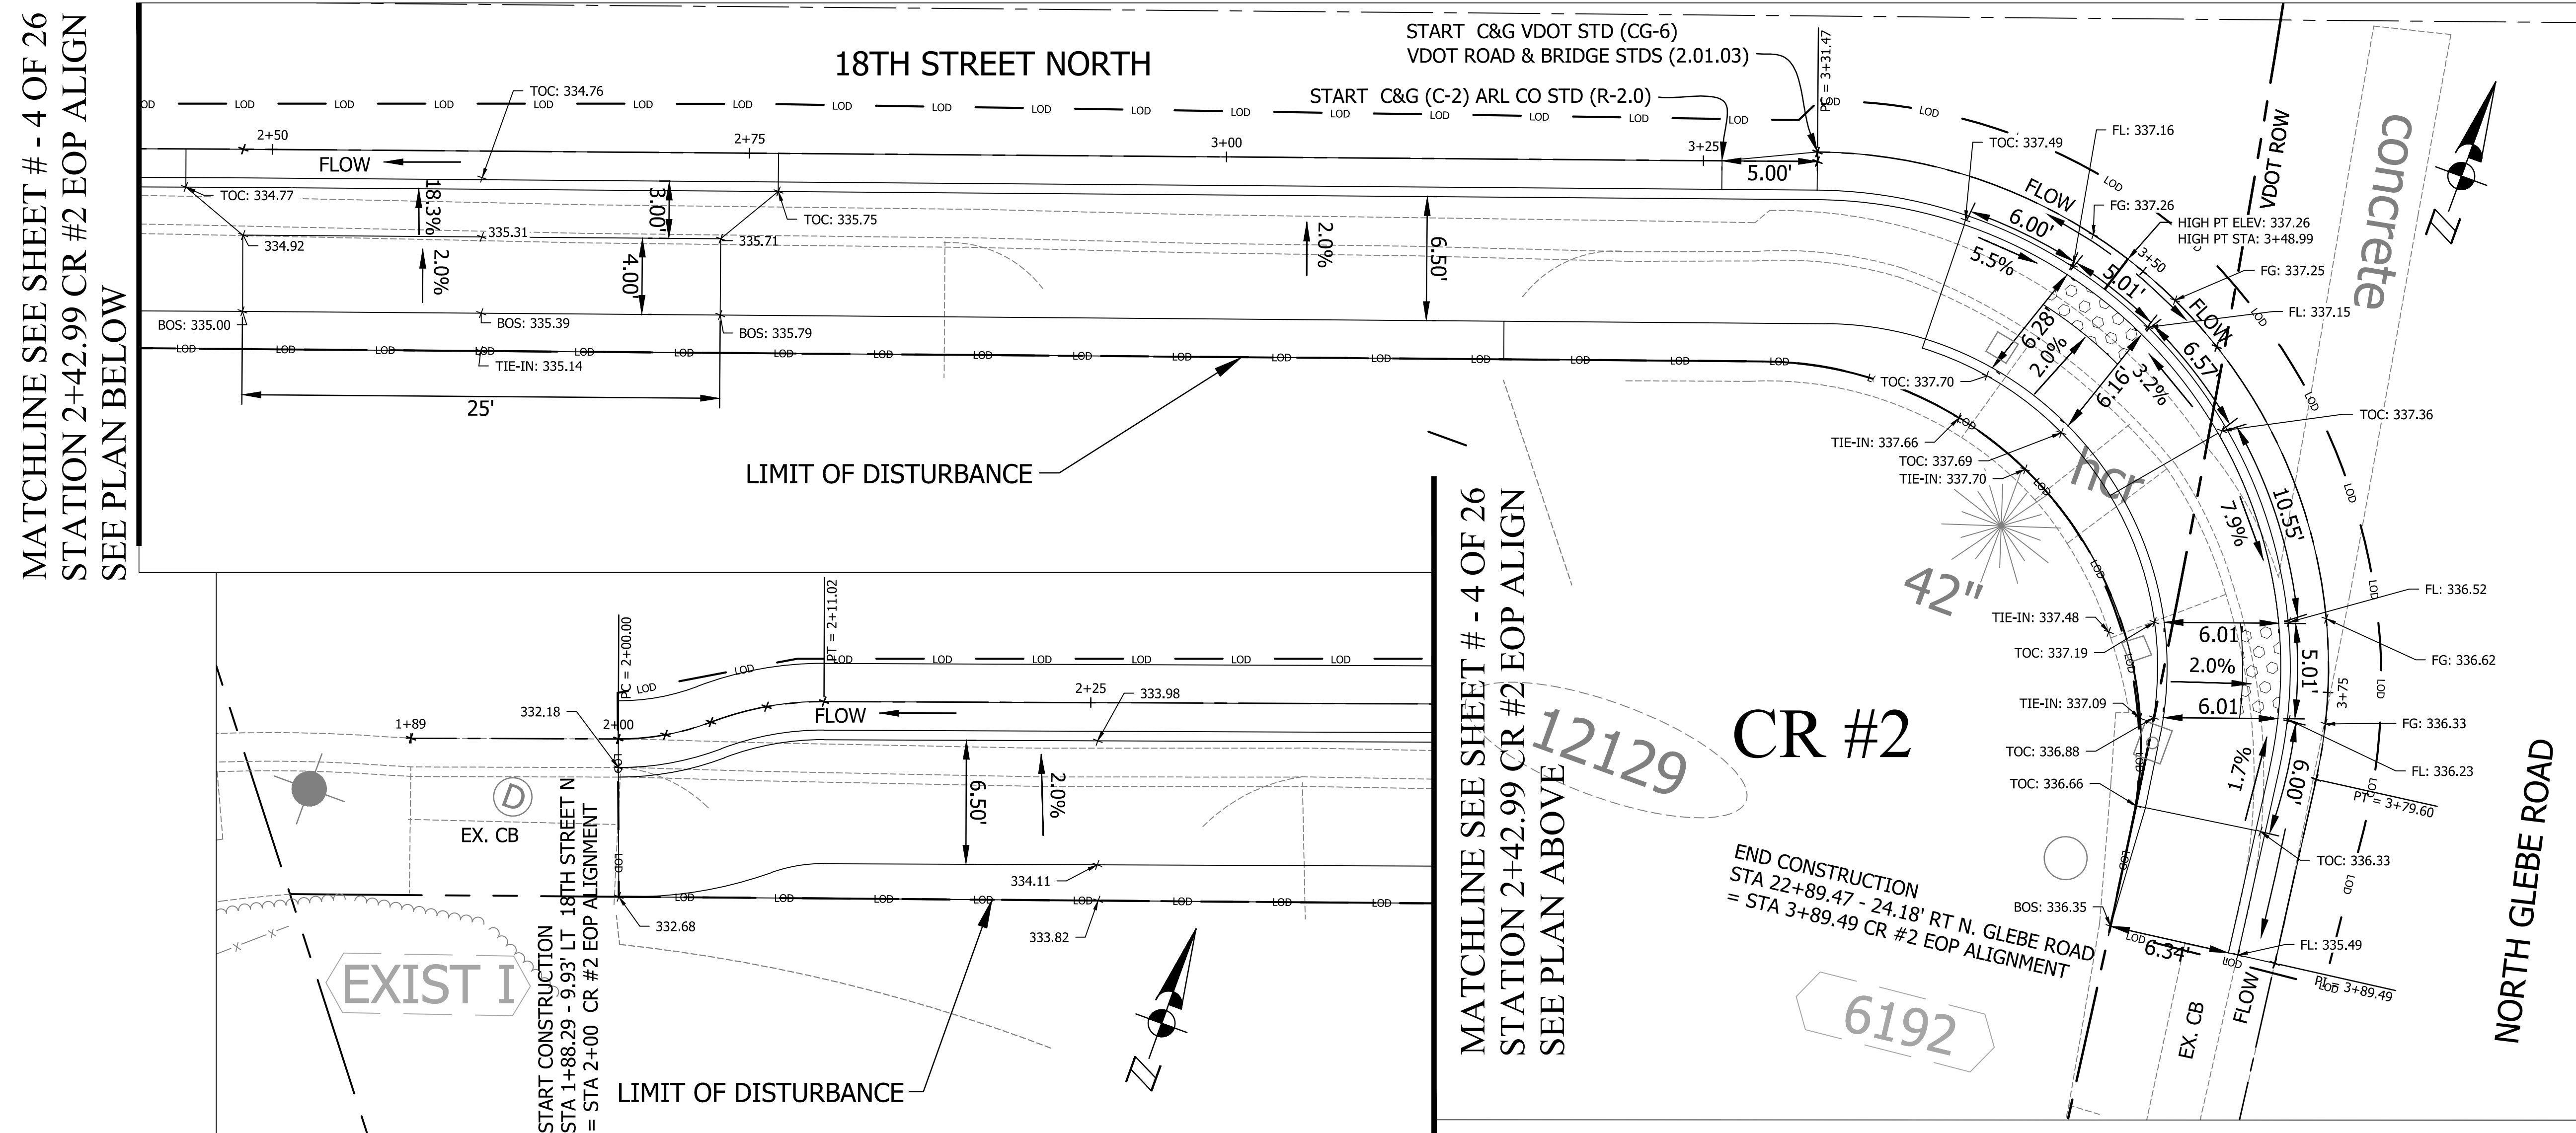 MATCHLINE SEE SHEET # - 4 OF 26
STATION 2+42.99 CR #2 EOP ALIGN
SEE PLAN BELOW
18TH STREET NORTH
START C&G VDOT STD (CG-6)
VDOT ROAD & BRIDGE STDS (2.01.03)
START C&G (C-2) ARL CO STD (R-2.0)
PC = 3+31.47
TOC: 334.76
LOD
2+50
2+75
3+00
3+25
5.00'
FLOW
TOC: 334.77
18.3%
3.00'
TOC: 335.75
334.92
335.31
335.71
2.0%
4.00'
2.0%
6.50'
BOS: 335.00
BOS: 335.39
BOS: 335.79
TIE-IN: 335.14
25'
LIMIT OF DISTURBANCE
TOC: 337.49
FL: 337.16
VDOT ROW
concrete
FLOW
FG: 337.26
HIGH PT ELEV: 337.26
HIGH PT STA: 3+48.99
6.00'
5.5%
5.01'
3+50
FG: 337.25
FLOW
FL: 337.15
6.28'
2.0%
6.16'
3.2%
6.57'
TOC: 337.70
TOC: 337.36
TIE-IN: 337.66
TOC: 337.69
TIE-IN: 337.70
hcr
42"
7.9%
10.55'
FL: 336.52
TIE-IN: 337.48
6.01'
TOC: 337.19
2.0%
5.01'
FG: 336.62
3+75
TIE-IN: 337.09
6.01'
FG: 336.33
TOC: 336.88
FL: 336.23
TOC: 336.66
1.7%
6.00'
PT = 3+79.60
TOC: 336.33
BOS: 336.35
6.34'
FL: 335.49
PI = 3+89.49
EX. CB
FLOW
NORTH GLEBE ROAD
CR #2
12129
6192
END CONSTRUCTION
STA 22+89.47 - 24.18' RT N. GLEBE ROAD
= STA 3+89.49 CR #2 EOP ALIGNMENT
MATCHLINE SEE SHEET # - 4 OF 26
STATION 2+42.99 CR #2 EOP ALIGN
SEE PLAN ABOVE
PC = 2+00.00
PT = 2+11.02
332.18
1+89
2+00
2+25
333.98
FLOW
6.50'
2.0%
D
EX. CB
334.11
333.82
332.68
EXIST I
START CONSTRUCTION
STA 1+88.29 - 9.93' LT 18TH STREET N
= STA 2+00 CR #2 EOP ALIGNMENT
LIMIT OF DISTURBANCE